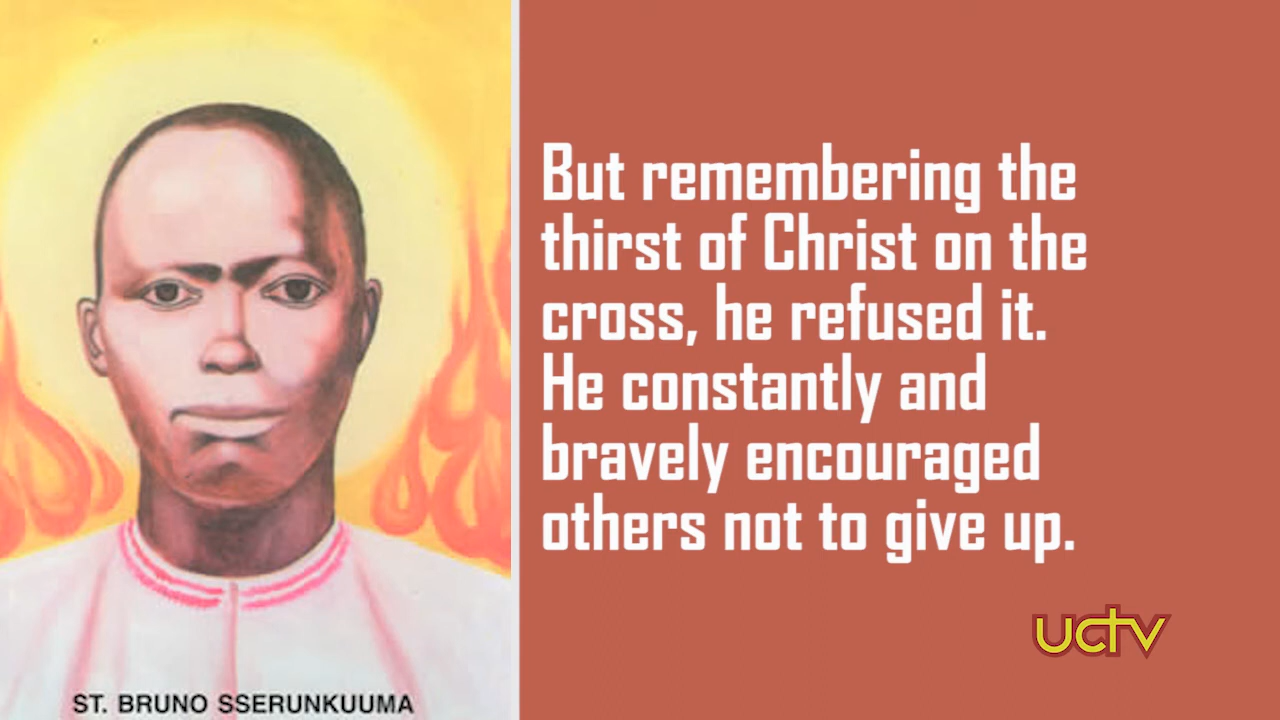 But remembering the
thirst of Christ on the
cross, he refused it.
He constantly and
bravely encouraged
others not to give up.
uctv
ST. BRUNO SSERUNKUUMA